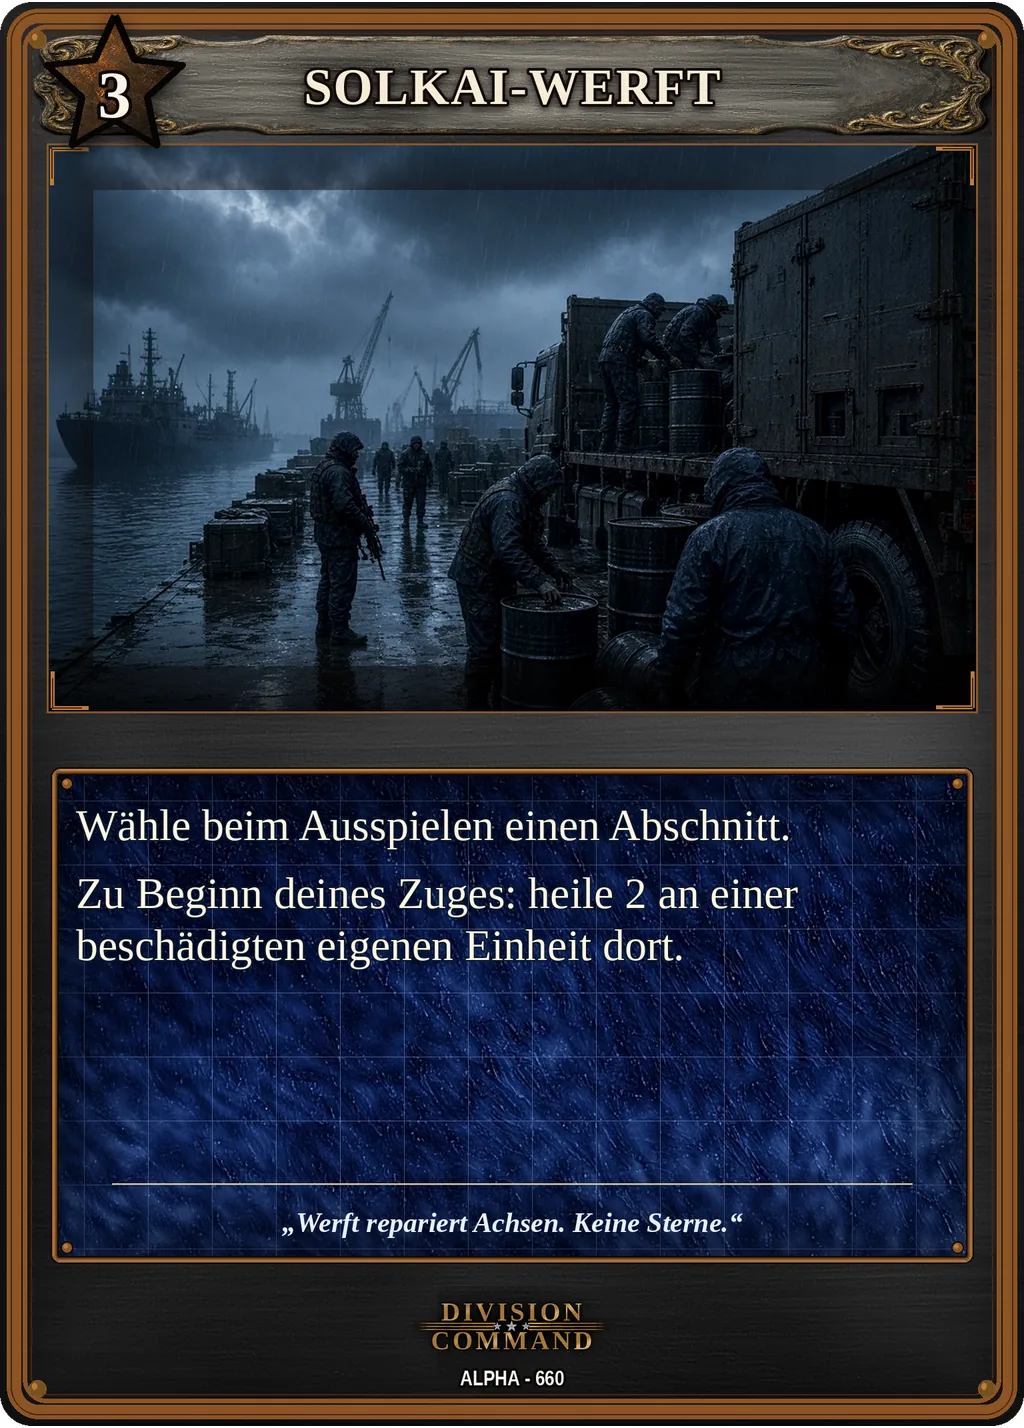 3
SOLKAI-WERFT
Wähle beim Ausspielen einen Abschnitt.
Zu Beginn deines Zuges: heile 2 an einer
beschädigten eigenen Einheit dort.
„Werft repariert Achsen. Keine Sterne.“
DIVISION
COMMAND
ALPHA - 660